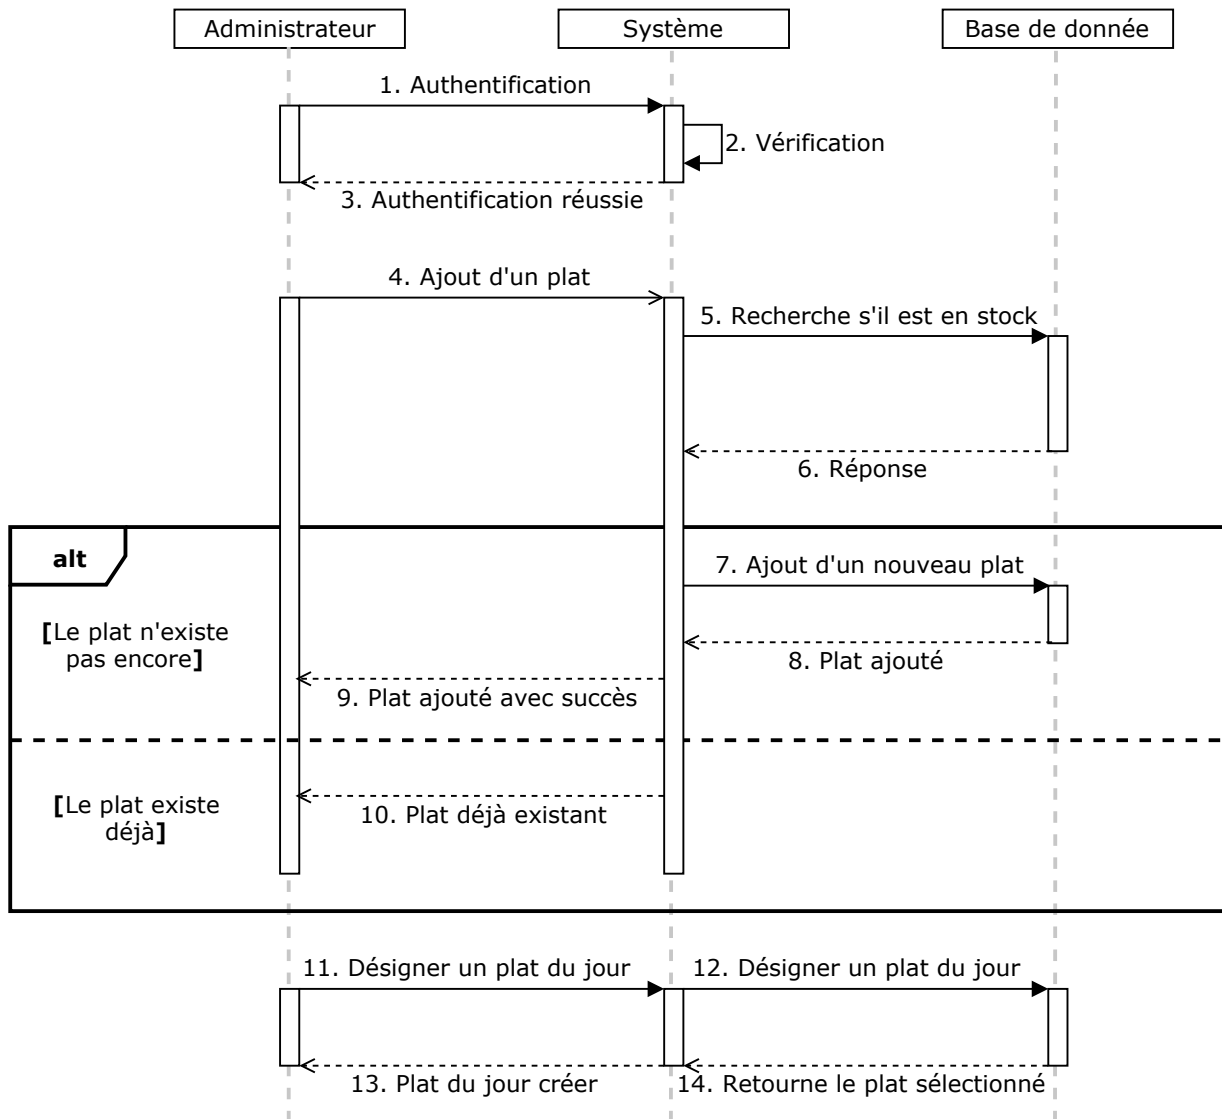 Administrateur
Système
Base de donnée
1. Authentification
2. Vérification
3. Authentification réussie
4. Ajout d'un plat
5. Recherche s'il est en stock
6. Réponse
alt
7. Ajout d'un nouveau plat
[Le plat n'existe
pas encore]
8. Plat ajouté
9. Plat ajouté avec succès
[Le plat existe
déjà]
10. Plat déjà existant
11. Désigner un plat du jour
12. Désigner un plat du jour
13. Plat du jour créer
14. Retourne le plat sélectionné